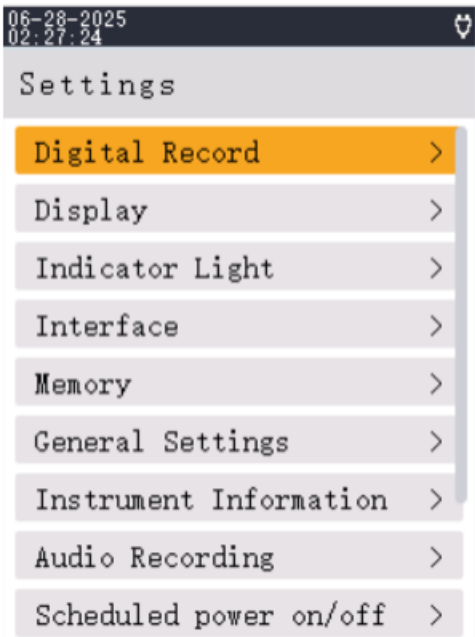 06-28-2025
02:27:24
Settings
Digital Record
Display
Indicator Light
Interface
Memory
General Settings
Instrument Information
Audio Recording
Scheduled power on/off